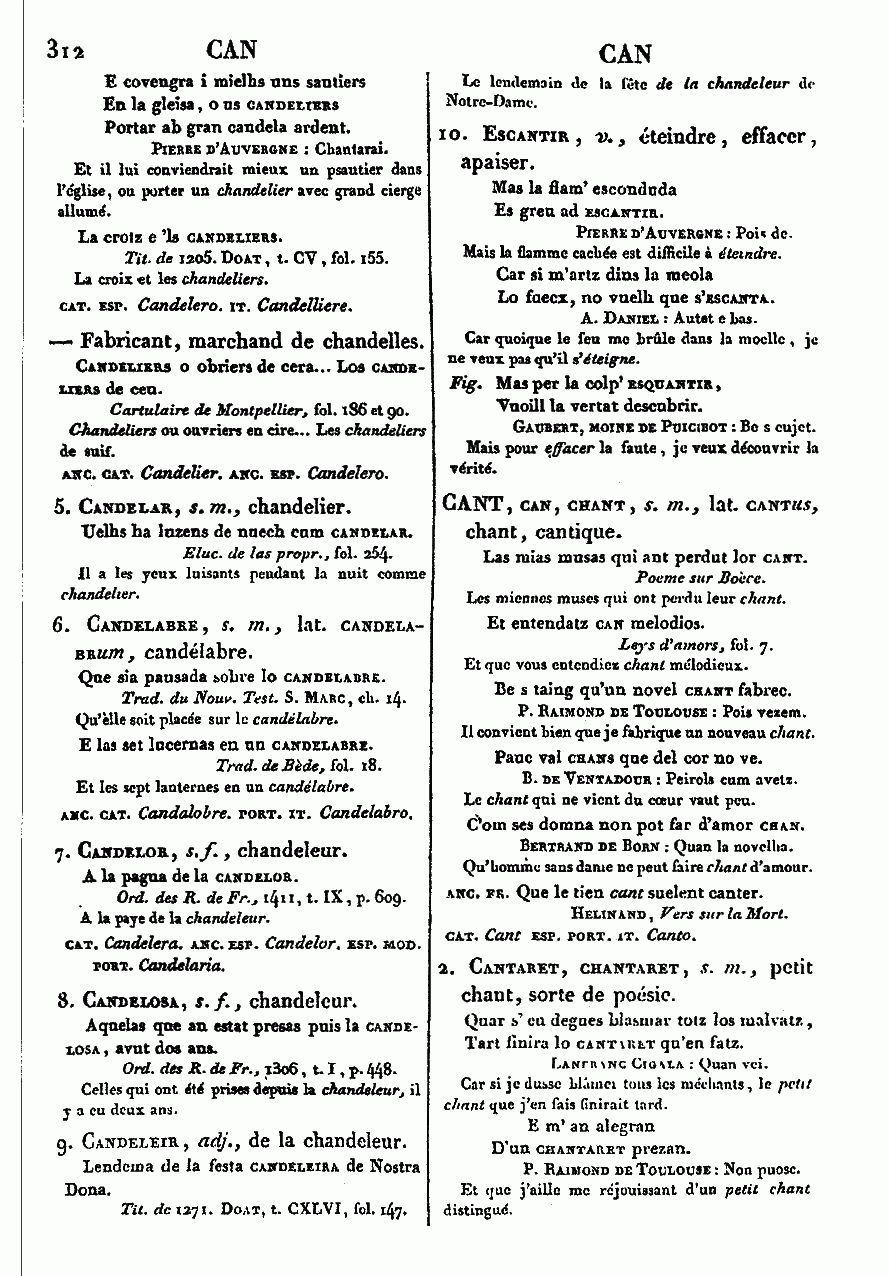 312 CAN
E covengra i mielhs uns sautiers
En la gleisa, o us CANDELIERS
Portar ab gran candela ardent.
PIERRE D'AUVERGNE : Chantarai.
Et il lui conviendrait mieux un psautier dans
l'église, ou porter un chandelier avec grand cierge
allumé.
La croiz e 'ls CANDELIERS.
Tit. de 1205. DOAT, t. CV, fol. 155.
La croix et les chandeliers.
CAT. ESP. Candelero. IT. Candelliere.
— Fabricant, marchand de chandelles.
CANDELIERS o obriers de cera... Los CANDE-
LIERS de ceu.
Cartulaire de Montpellier, fol. 186 et 90.
Chandeliers ou ouvriers en cire... Les chandeliers
de suif.
ANC. CAT. Candelier. ANC. ESP. Candelero.
5. CANDELAR, s. m., chandelier.
Uelhs ha luzens de nuech cum CANDELAR.
Eluc. de las propr., fol. 254.
Il a les yeux luisants pendant la nuit comme
chandelier.
6. CANDELABRE, s. m., lat. CANDELA-
BRum, candélabre.
Que sia pausada sobre lo CANDELABRE.
Trad. du Nouv. Test. S. MARC, ch. 14.
Qu'elle soit placée sur le candélabre.
E las set lucernas en un CANDELABRE.
Trad. de Bède, fol. 18.
Et les sept lanternes en un candélabre.
ANC. CAT. Candalobre. PORT. IT. Candelabro.
7. CANDELOR, s. f., chandeleur.
A la pagua de la CANDELOR.
Ord. des R. de Fr., 1411, t. IX, p. 609.
A la paye de la chandeleur.
CAT. Candelera. ANC. ESP. Candelor. ESP. MOD.
PORT. Candelaria.
8. CANDELOSA, s. f., chandeleur.
Aquelas que an estat presas puis la CANDE-
LOSA, avut dos ans.
Ord. des R. de Fr., 1306, t. I, p. 448.
Celles qui ont été prises depuis la chandeleur, il
y a eu deux ans.
9. CANDELEIR, adj., de la chandeleur.
Lendema de la festa CANDELEIRA de Nostra
Dona.
Tit. de 1271. DOAT, t. CXLVI, fol. 147.
CAN
Le lendemain de la fête de la chandeleur de
Notre-Dame.
10. ESCANTIR, v., éteindre, effacer,
apaiser.
Mas la flam' esconduda
Es greu ad ESCANTIR.
PIERRE D'AUVERGNE : Pois de.
Mais la flamme cachée est difficile à éteindre.
Car si m'artz dins la meola
Lo fuecx, no vuelh que s'ESCANTA.
A. DANIEL : Autet e bas.
Car quoique le feu me brûle dans la moelle, je
ne veux pas qu'il s'éteigne.
Fig. Mas per la colp' ESQUANTIR,
Vuoill la vertat descubrir.
GAUBERT, MOINE DE PUICIBOT : Be s cujet.
Mais pour effacer la faute, je veux découvrir la
vérité.
CANT, CAN, CHANT, s. m., lat. CANTus,
chant, cantique.
Las mias musas qui ant perdut lor CANT.
Poeme sur Boèce.
Les miennes muses qui ont perdu leur chant.
Et entendatz CAN melodios.
Leys d'amors, fol. 7.
Et que vous entendiez chant mélodieux.
Be s taing qu'un novel CHANT fabrec.
P. RAIMOND DE TOULOUSE : Pois vezem.
Il convient bien que je fabrique un nouveau chant.
Pauc val CHANS que del cor no ve.
B. DE VENTADOUR : Peirols cum avetz.
Le chant qui ne vient du cœur vaut peu.
C'om ses domna non pot far d'amor CHAN.
BERTRAND DE BORN : Quan la novelha.
Qu'homme sans dame ne peut faire chant d'amour.
ANC. FR. Que le tien cant suelent canter.
HELINAND, Vers sur la Mort.
CAT. Cant ESP. PORT. IT. Canto.
2. CANTARET, CHANTARET, s. m., petit
chant, sorte de poésie.
Quar s' eu degues blasmar totz los malvatz,
Tart finira lo CANTARET qu'en fatz.
LANFRANC CIGALA : Quan vei.
Car si je dusse blâmer tous les méchants, le petit
chant que j'en fais finirait tard.
E m' an alegran
D'un CHANTARET prezan.
P. RAIMOND DE TOULOUSE : Non puosc.
Et que j'aille me réjouissant d'un petit chant
distingué.